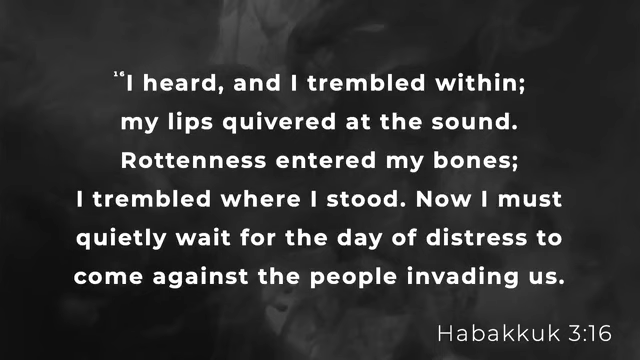 ¹⁶I heard, and I trembled within;
my lips quivered at the sound.
Rottenness entered my bones;
I trembled where I stood. Now I must
quietly wait for the day of distress to
come against the people invading us.
Habakkuk 3:16